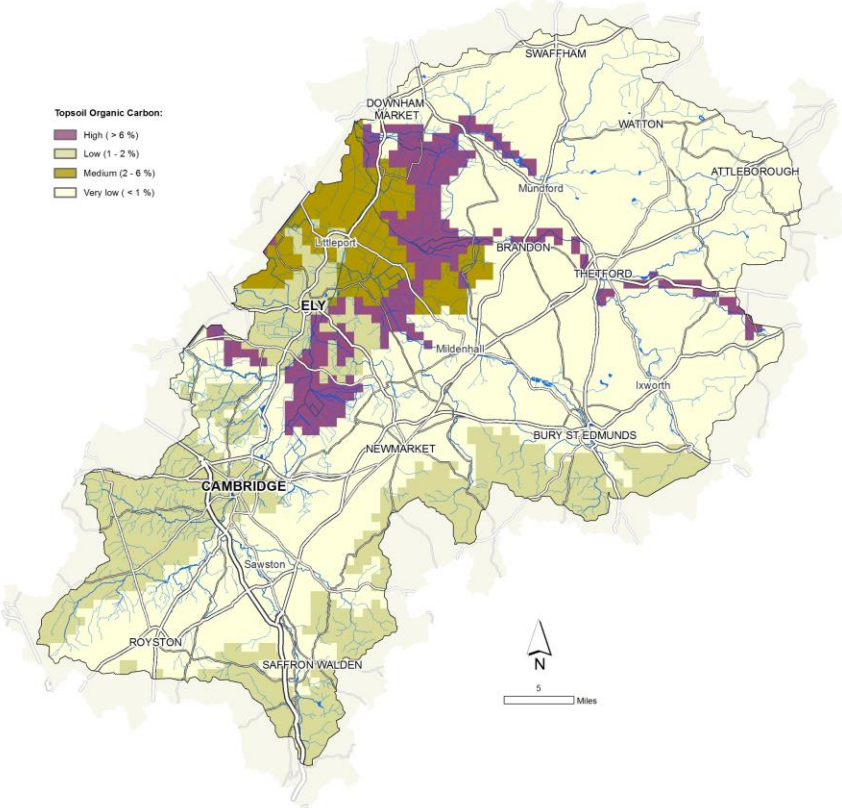 SWAFFHAM
DOWNHAM
MARKET
Topsoil Organic Carbon:
High ( > 6 %)
Low (1 - 2 %)
Medium (2 - 6 %)
Very low ( < 1 %)
WATTON
ATTLEBOROUGH
Mundford
Littleport
BRANDON
THETFORD
ELY
Mildenhall
Ixworth
BURY ST EDMUNDS
NEWMARKET
CAMBRIDGE
Sawston
ROYSTON
SAFFRON WALDEN
N
5
Miles